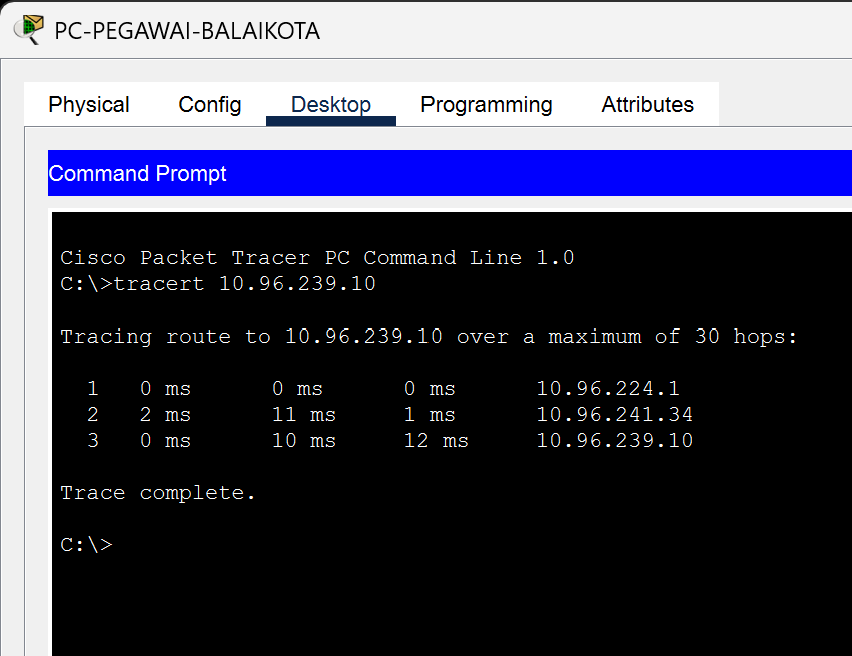 PC-PEGAWAI-BALAIKOTA
Physical Config Desktop Programming Attributes
Command Prompt
Cisco Packet Tracer PC Command Line 1.0
C:\>tracert 10.96.239.10
Tracing route to 10.96.239.10 over a maximum of 30 hops:
1 0 ms 0 ms 0 ms 10.96.224.1
2 2 ms 11 ms 1 ms 10.96.241.34
3 0 ms 10 ms 12 ms 10.96.239.10
Trace complete.
C:\>